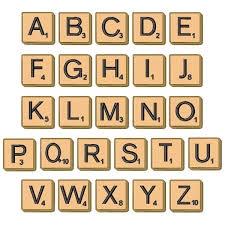 A1 B3 C3 D2 E1
F4 G2 H4 I1 J8
K5 L1 M3 N1 O1
P3 Q10 R1 S1 T1 U1
V4 W4 X8 Y4 Z10